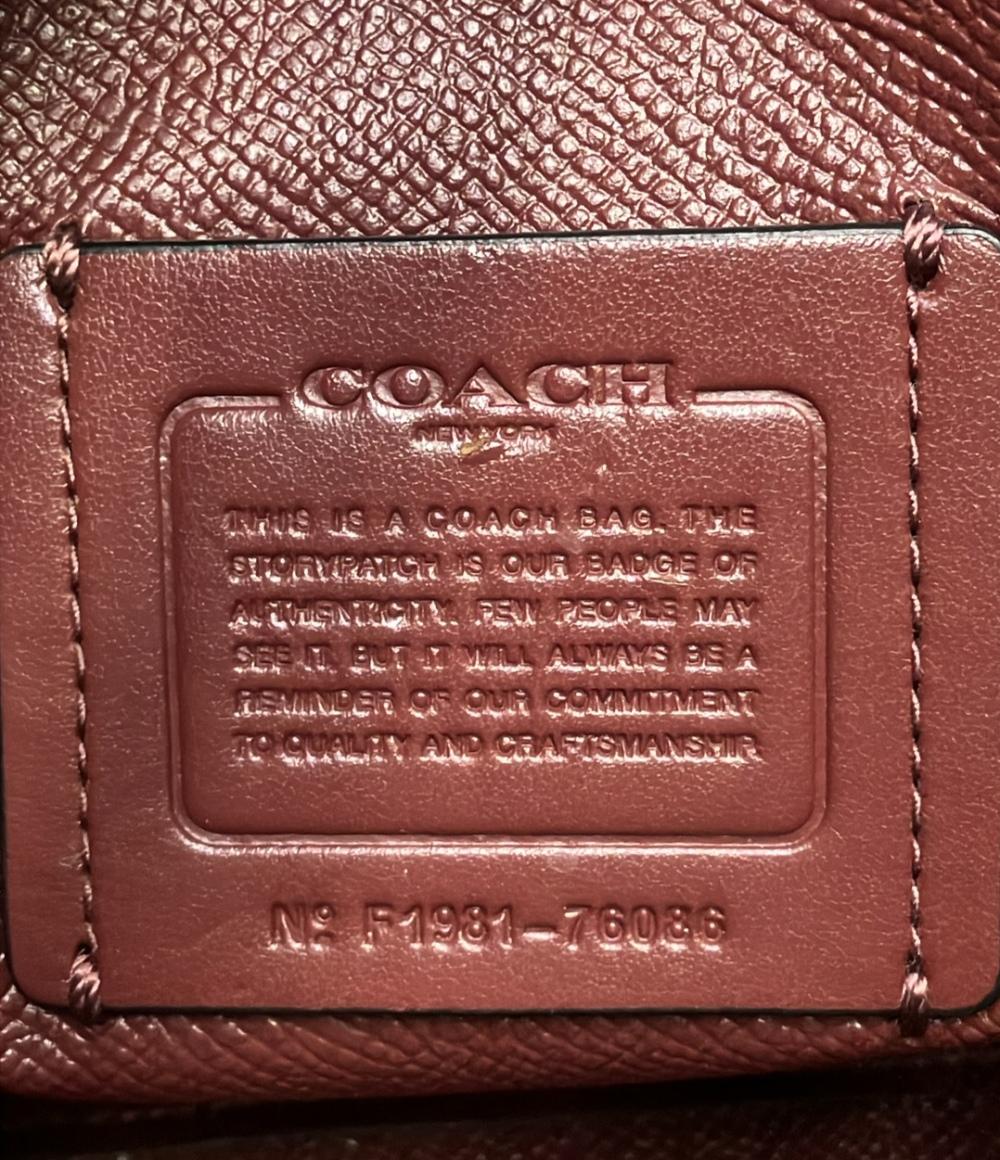 COACH
NEW YORK
THIS IS A COACH BAG. THE
STORYPATCH IS OUR BADGE OF
AUTHENTICITY. FEW PEOPLE MAY
SEE IT, BUT IT WILL ALWAYS BE A
REMINDER OF OUR COMMITMENT
TO QUALITY AND CRAFTSMANSHIP.
Nº F1981-76086